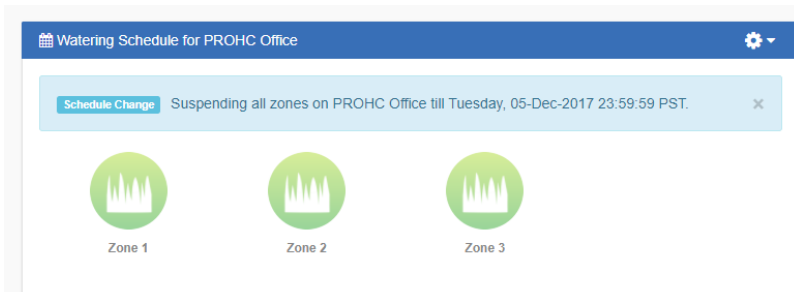 Watering Schedule for PROHC Office
Schedule Change Suspending all zones on PROHC Office till Tuesday, 05-Dec-2017 23:59:59 PST. ×
Zone 1 Zone 2 Zone 3